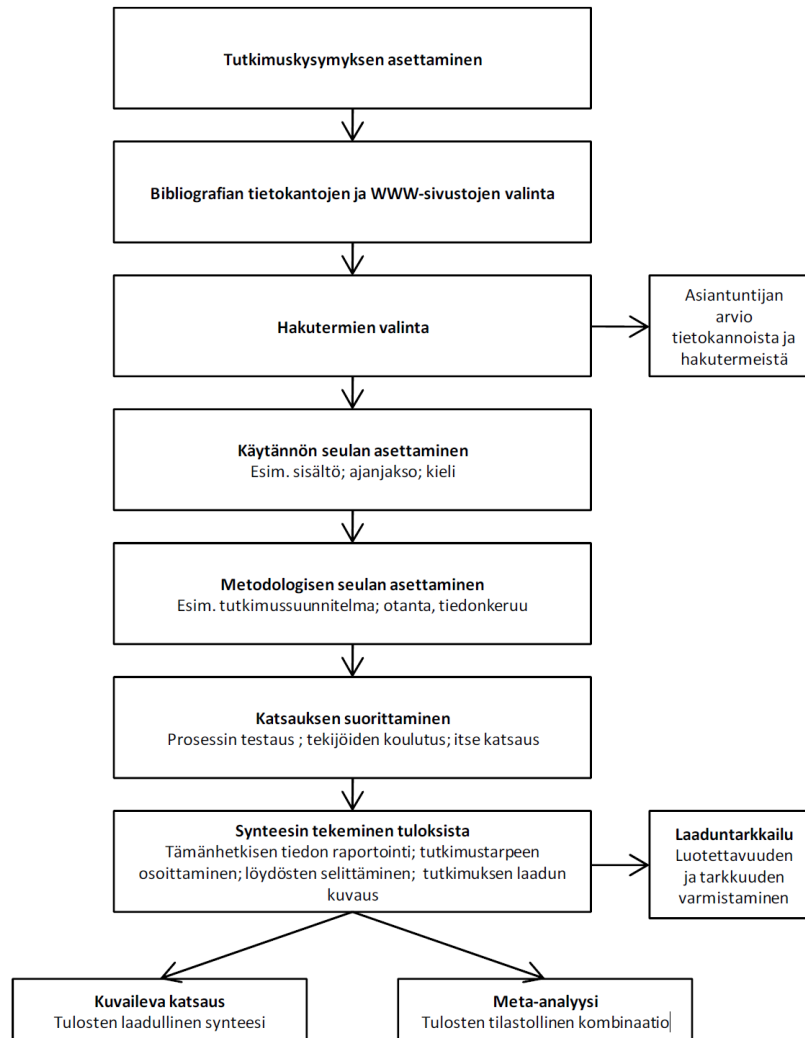 Tutkimuskysymyksen asettaminen
Bibliografian tietokantojen ja WWW-sivustojen valinta
Hakutermien valinta
Asiantuntijan
arvio
tietokannoista ja
hakutermeistä
Käytännön seulan asettaminen
Esim. sisältö; ajanjakso; kieli
Metodologisen seulan asettaminen
Esim. tutkimussuunnitelma; otanta, tiedonkeruu
Katsauksen suorittaminen
Prosessin testaus ; tekijöiden koulutus; itse katsaus
Synteesin tekeminen tuloksista
Tämänhetkisen tiedon raportointi; tutkimustarpeen
osoittaminen; löydösten selittäminen; tutkimuksen laadun
kuvaus
Laaduntarkkailu
Luotettavuuden
ja tarkkuuden
varmistaminen
Kuvaileva katsaus
Tulosten laadullinen synteesi
Meta-analyysi
Tulosten tilastollinen kombinaatio